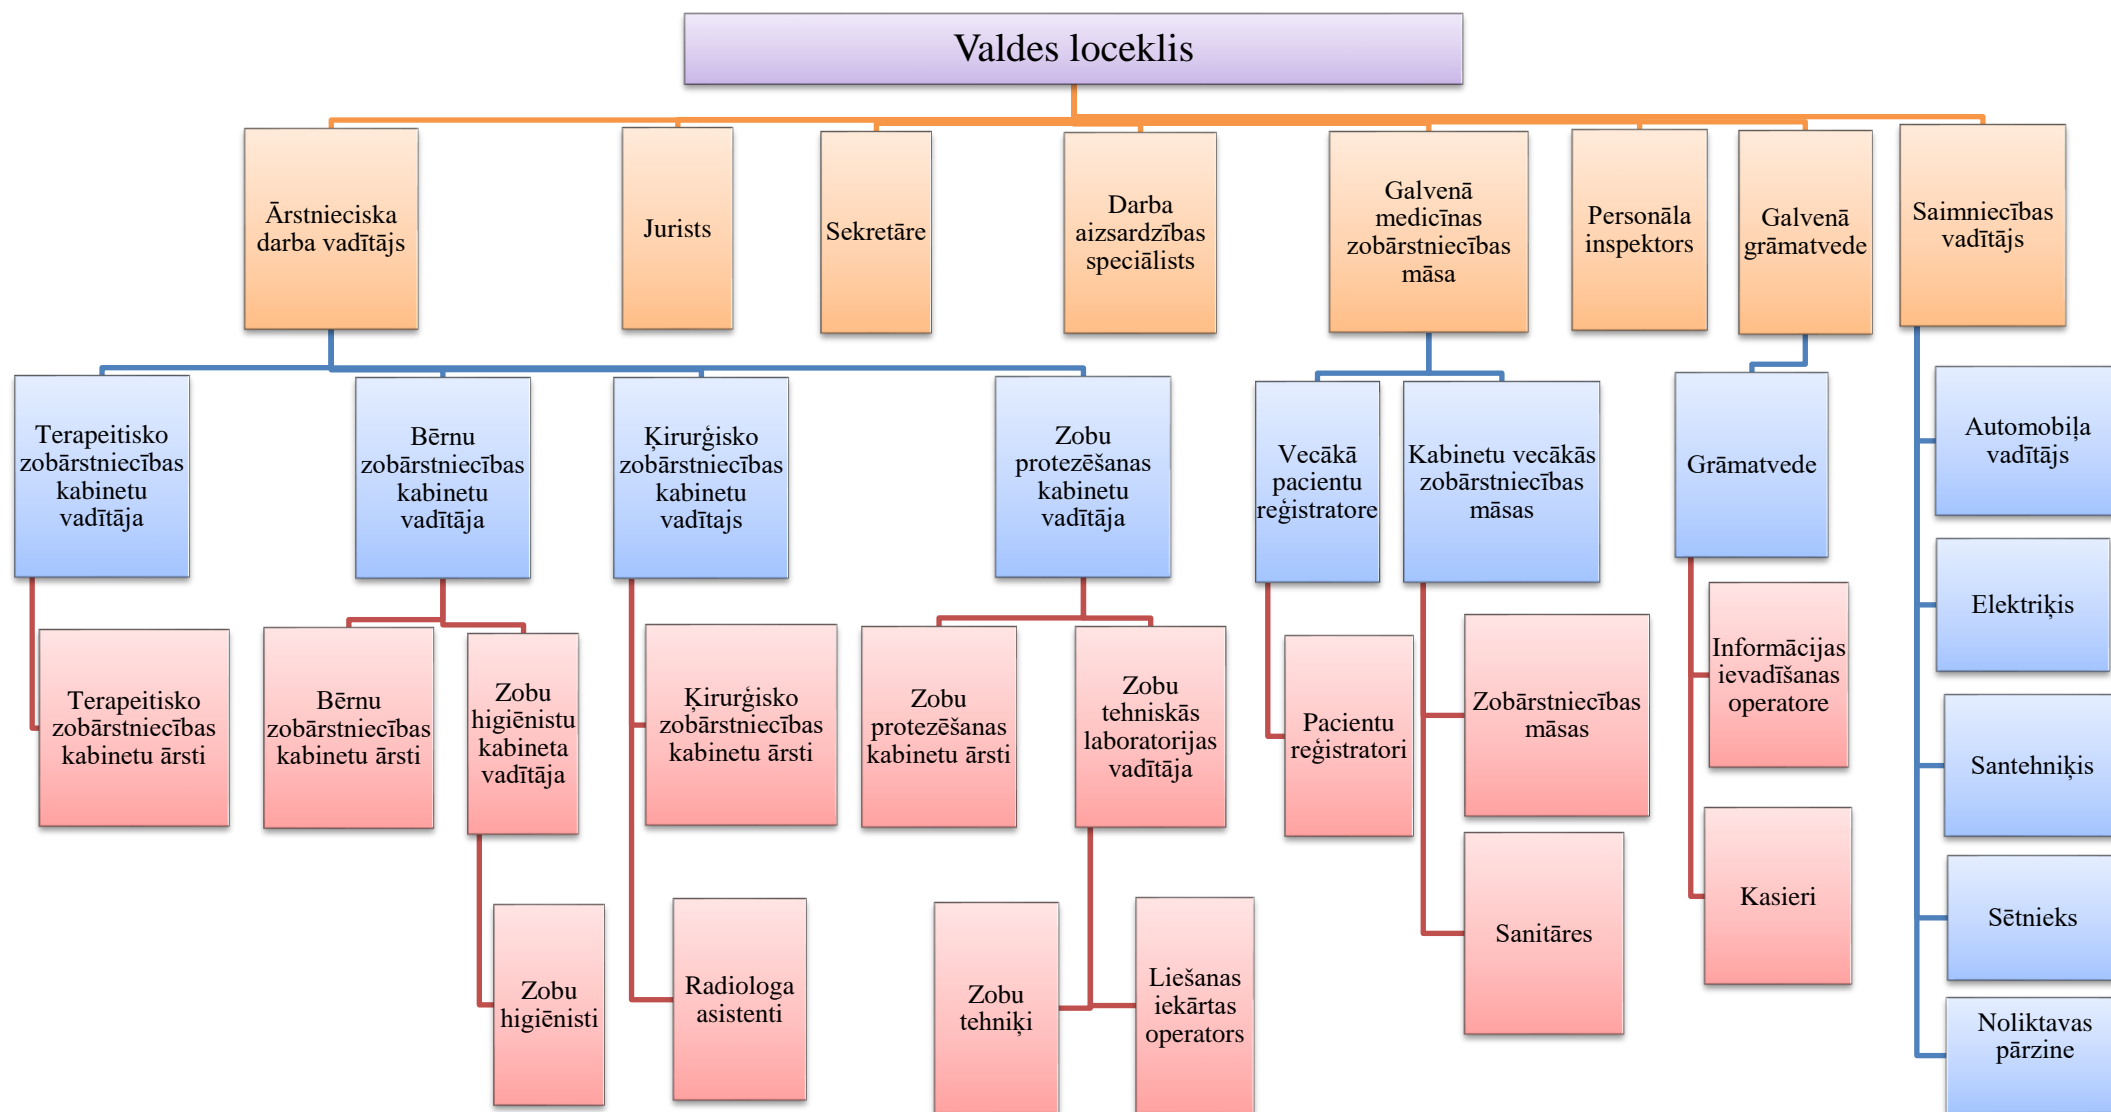 Valdes loceklis
Ārstnieciska
darba vadītājs
Jurists
Sekretāre
Darba
aizsardzības
speciālists
Galvenā
medicīnas
zobārstniecības
māsa
Personāla
inspektors
Galvenā
grāmatvede
Saimniecības
vadītājs
Terapeitisko
zobārstniecības
kabinetu
vadītāja
Bērnu
zobārstniecības
kabinetu
vadītāja
Ķirurģisko
zobārstniecības
kabinetu
vadītajs
Zobu
protezēšanas
kabinetu
vadītāja
Vecākā
pacientu
reģistratore
Kabinetu vecākās
zobārstniecības
māsas
Grāmatvede
Automobiļa
vadītājs
Elektriķis
Santehniķis
Sētnieks
Noliktavas
pārzine
Terapeitisko
zobārstniecības
kabinetu ārsti
Bērnu
zobārstniecības
kabinetu ārsti
Zobu
higiēnistu
kabineta
vadītāja
Ķirurģisko
zobārstniecības
kabinetu ārsti
Zobu
protezēšanas
kabinetu ārsti
Zobu
tehniskās
laboratorijas
vadītāja
Pacientu
reģistratori
Zobārstniecības
māsas
Informācijas
ievadīšanas
operatore
Zobu
higiēnisti
Radiologa
asistenti
Zobu
tehniķi
Liešanas
iekārtas
operators
Sanitāres
Kasieri